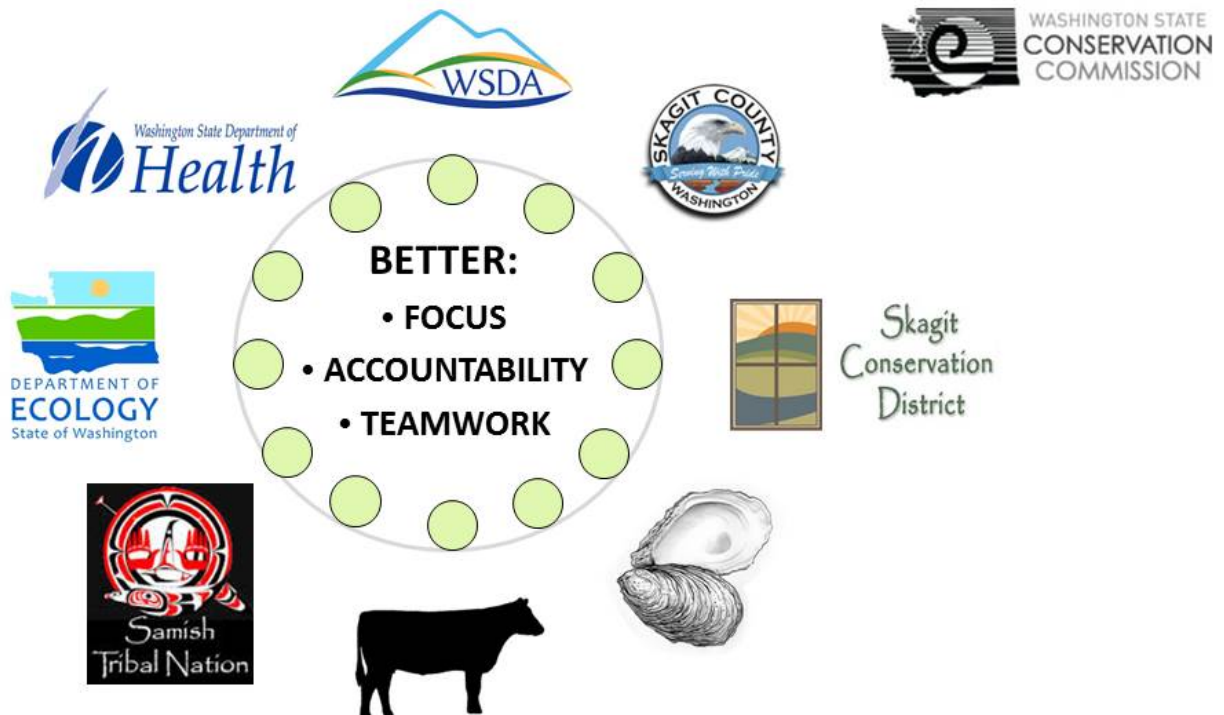 WSDA
WASHINGTON STATE
CONSERVATION
COMMISSION
Washington State Department of
Health
SKAGIT COUNTY
Serving With Pride
WASHINGTON
BETTER:
• FOCUS
• ACCOUNTABILITY
• TEAMWORK
DEPARTMENT OF
ECOLOGY
State of Washington
Skagit
Conservation
District
Samish
Tribal Nation